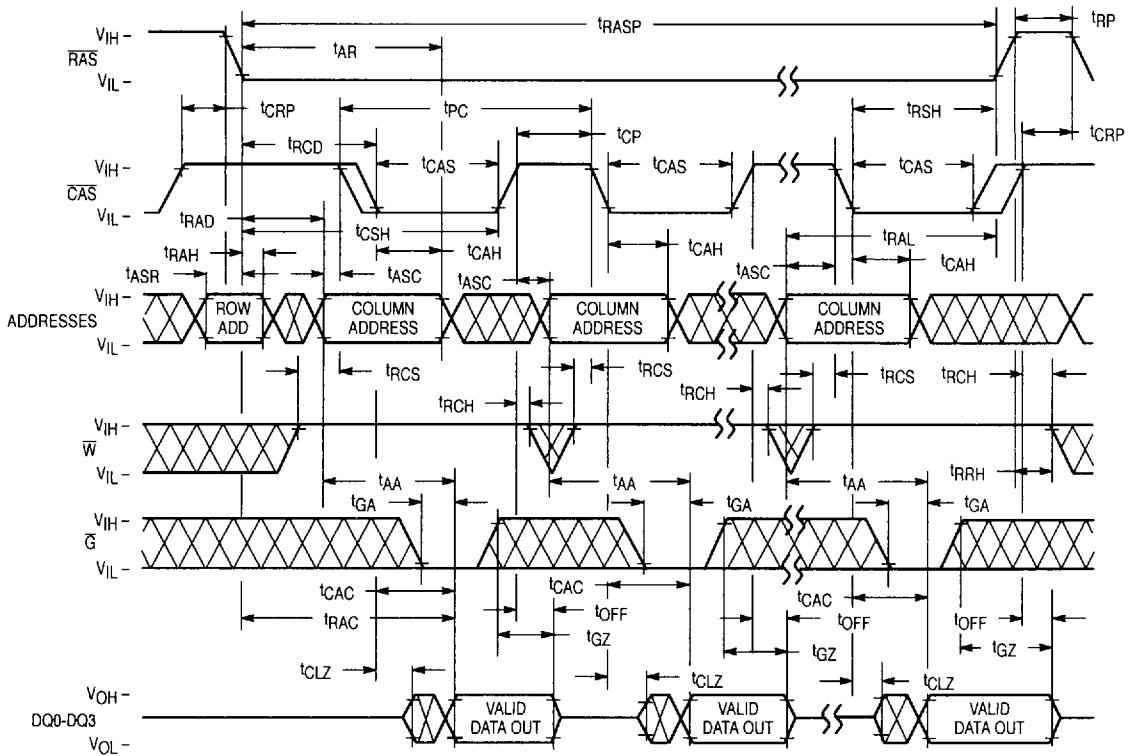 tRASP
tRP
VIH
tAR
RAS
VIL
tCRP
tPC
tRSH
tRCD
tCP
tCRP
VIH
tCAS
tCAS
tCAS
CAS
VIL
tRAD
tCSH
tRAL
tRAH
tCAH
tCAH
tASR
tASC
tASC
tASC
tCAH
VIH
ADDRESSES
ROW
ADD
COLUMN
ADDRESS
COLUMN
ADDRESS
COLUMN
ADDRESS
VIL
tRCS
tRCS
tRCS
tRCH
tRCH
tRCH
VIH
W
VIL
tAA
tAA
tAA
tRRH
tGA
tGA
tGA
VIH
G
VIL
tCAC
tCAC
tCAC
tRAC
tOFF
tOFF
tOFF
tGZ
tGZ
tGZ
tCLZ
tCLZ
tCLZ
VOH
DQ0-DQ3
VALID
DATA OUT
VALID
DATA OUT
VALID
DATA OUT
VOL